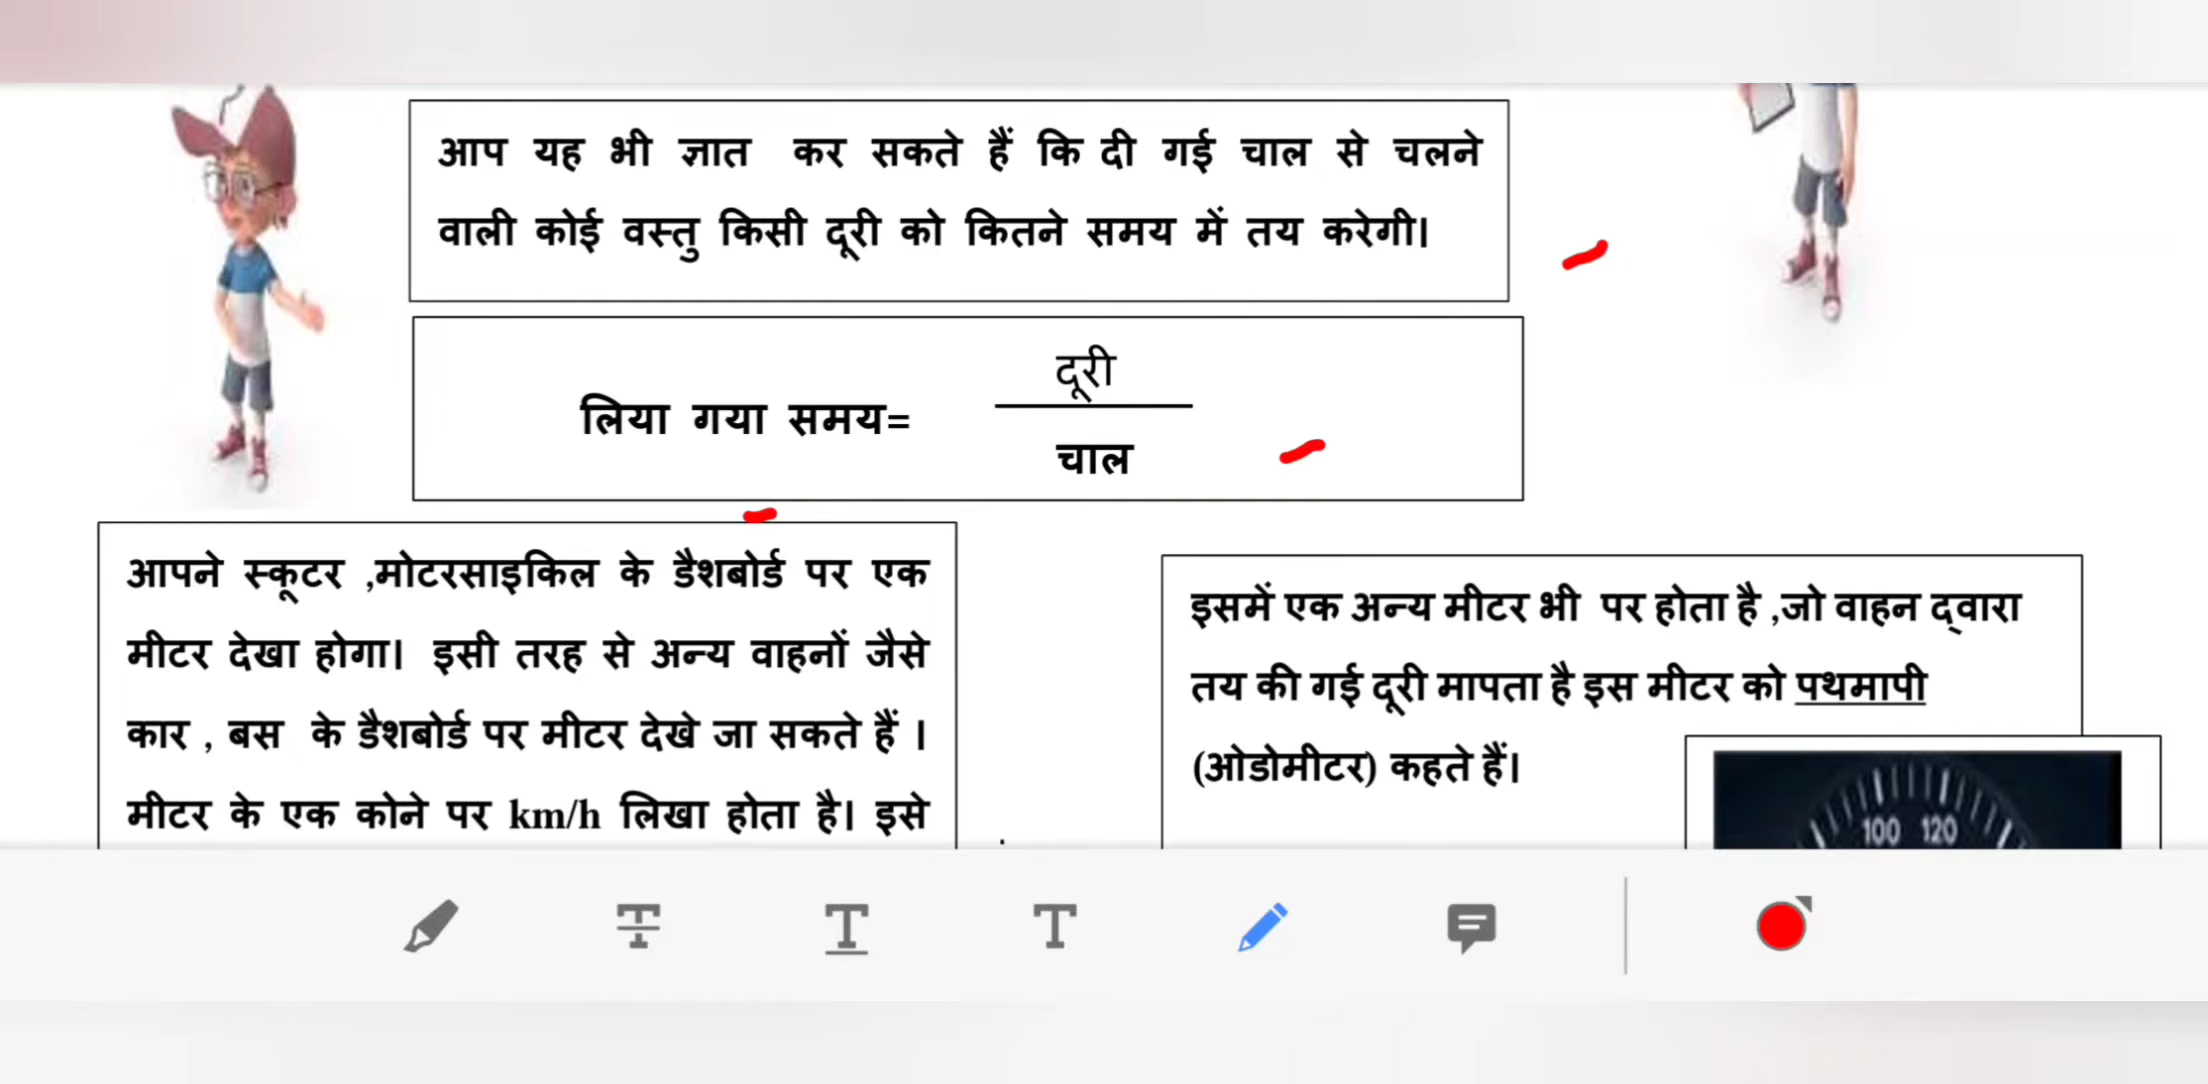 आप यह भी ज्ञात कर सकते हैं कि दी गई चाल से चलने
वाली कोई वस्तु किसी दूरी को कितने समय में तय करेगी।
दूरी
लिया गया समय=
चाल
आपने स्कूटर ,मोटरसाइकिल के डैशबोर्ड पर एक
मीटर देखा होगा। इसी तरह से अन्य वाहनों जैसे
कार , बस के डैशबोर्ड पर मीटर देखे जा सकते हैं ।
मीटर के एक कोने पर km/h लिखा होता है। इसे
इसमें एक अन्य मीटर भी पर होता है ,जो वाहन द्वारा
तय की गई दूरी मापता है इस मीटर को पथमापी
(ओडोमीटर) कहते हैं।
100 120